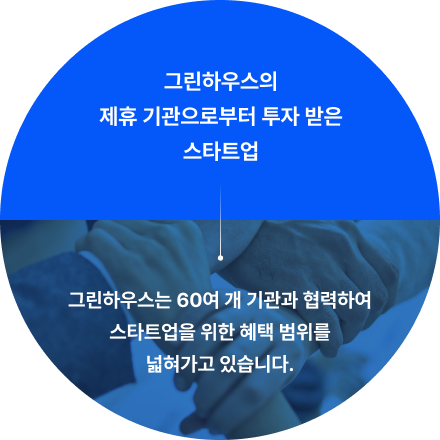 그린하우스의
제휴 기관으로부터 투자 받은
스타트업
그린하우스는 60여 개 기관과 협력하여
스타트업을 위한 혜택 범위를
넓혀가고 있습니다.